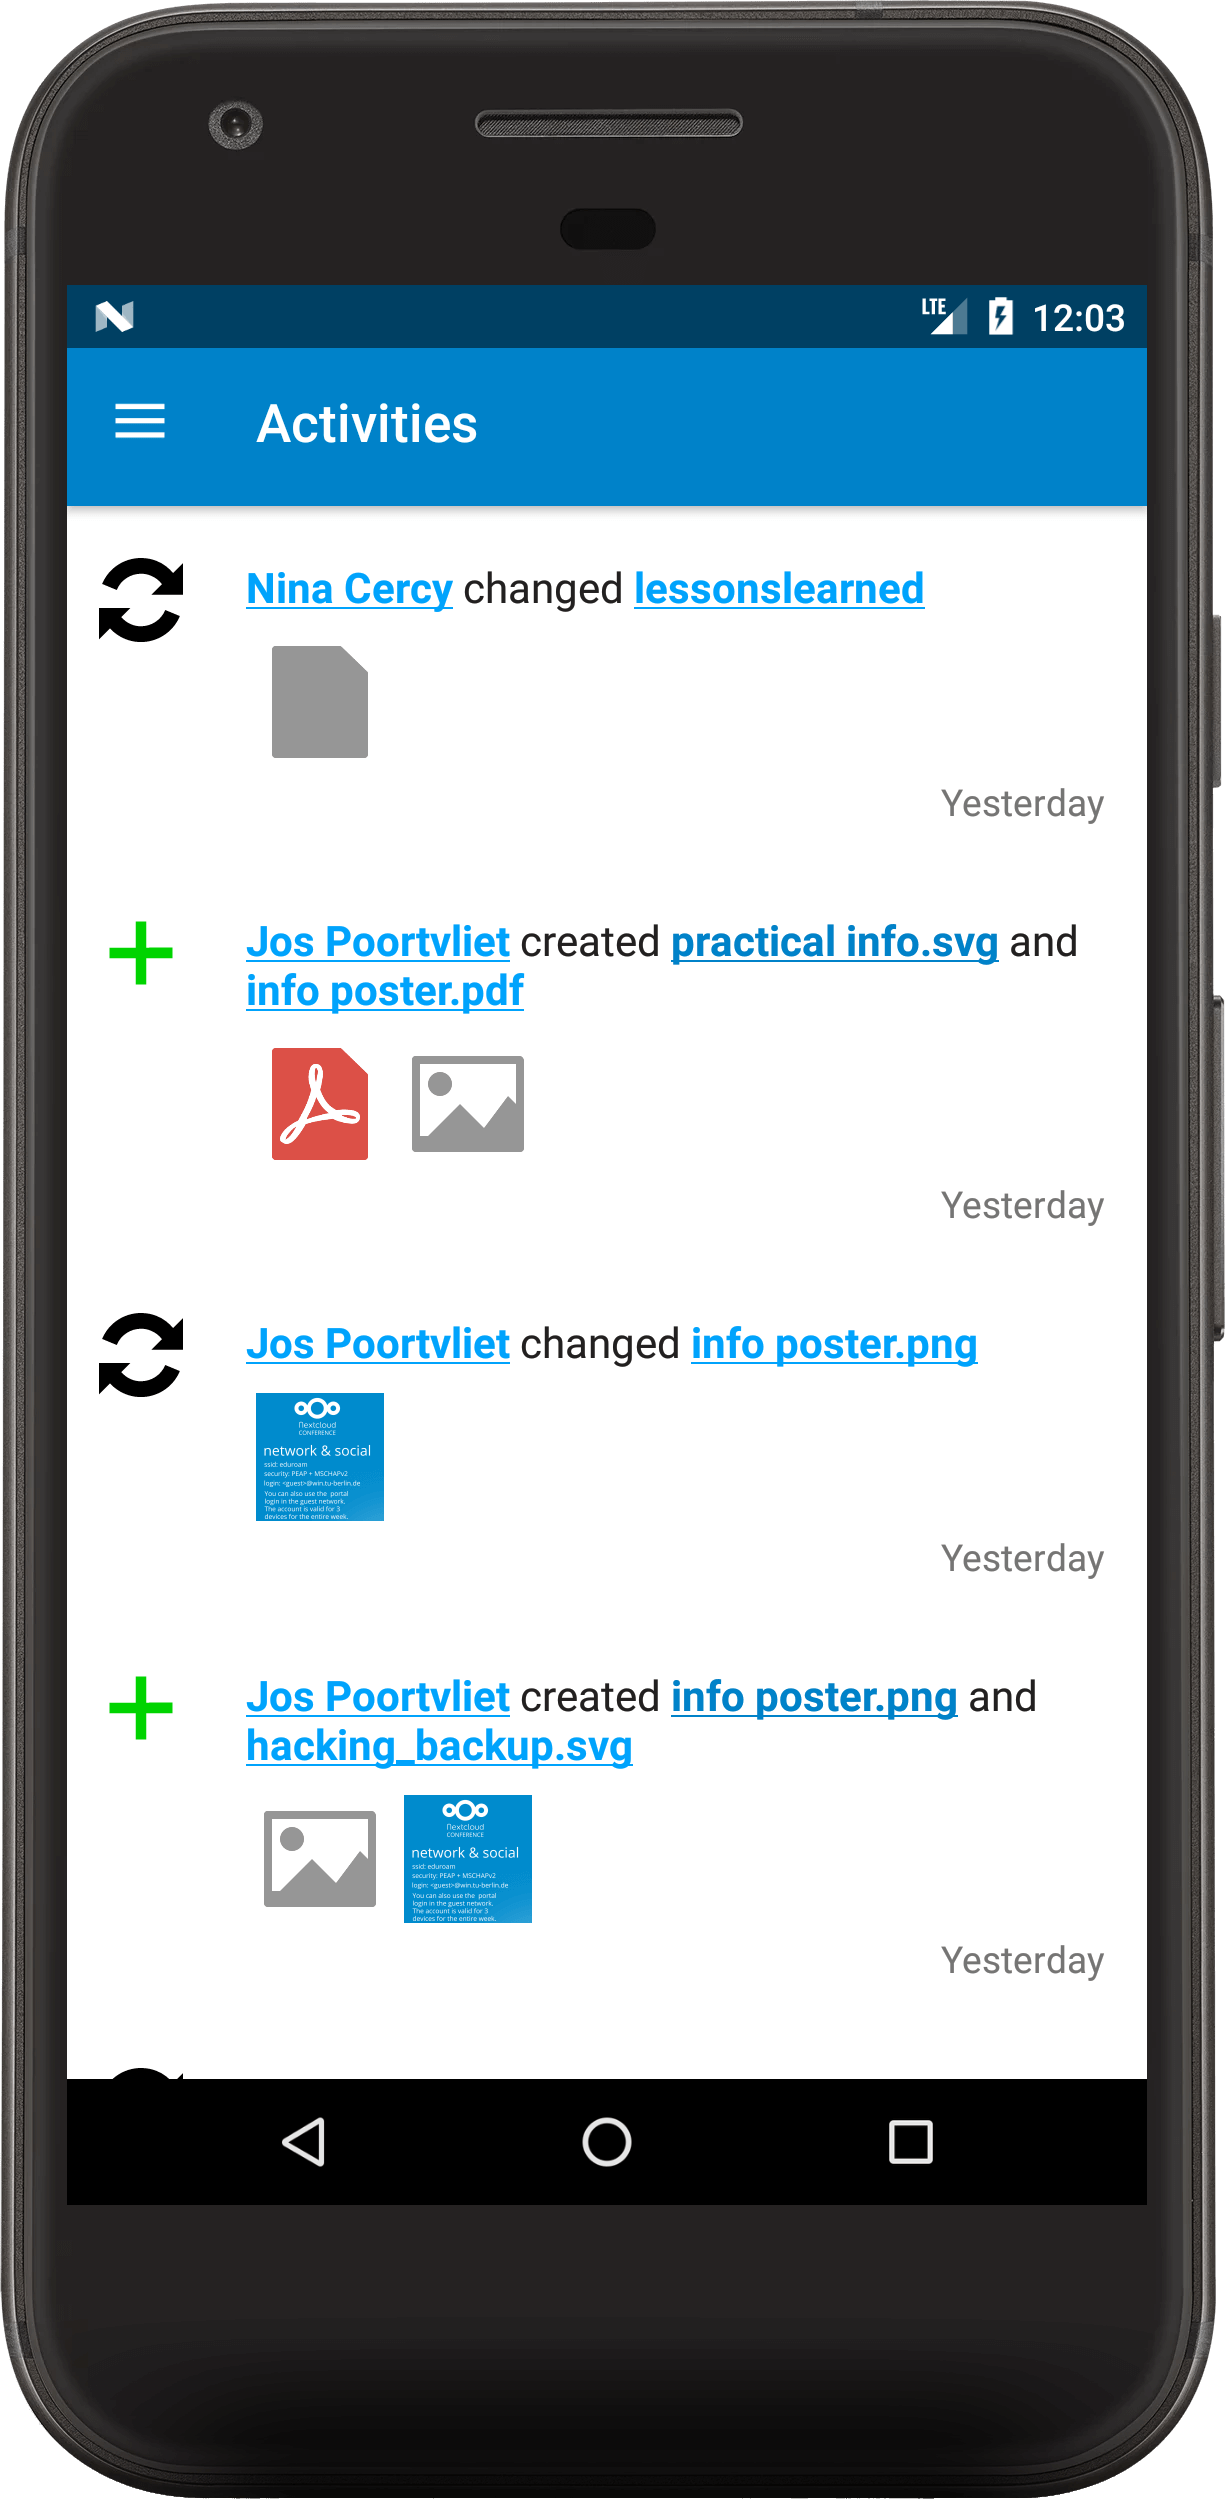 LTE 12:03
Activities
Nina Cercy changed lessonslearned
Yesterday
Jos Poortvliet created practical info.svg and
info poster.pdf
Yesterday
Jos Poortvliet changed info poster.png
nextcloud
CONFERENCE
network & social
ssid: eduroam
security: PEAP + MSCHAPv2
login: <guest>@win.tu-berlin.de
You can also use the portal
login in the guest network.
The account is valid for 3
devices for the entire week.
Yesterday
Jos Poortvliet created info poster.png and
hacking_backup.svg
nextcloud
CONFERENCE
network & social
ssid: eduroam
security: PEAP + MSCHAPv2
login: <guest>@win.tu-berlin.de
You can also use the portal
login in the guest network.
The account is valid for 3
devices for the entire week.
Yesterday